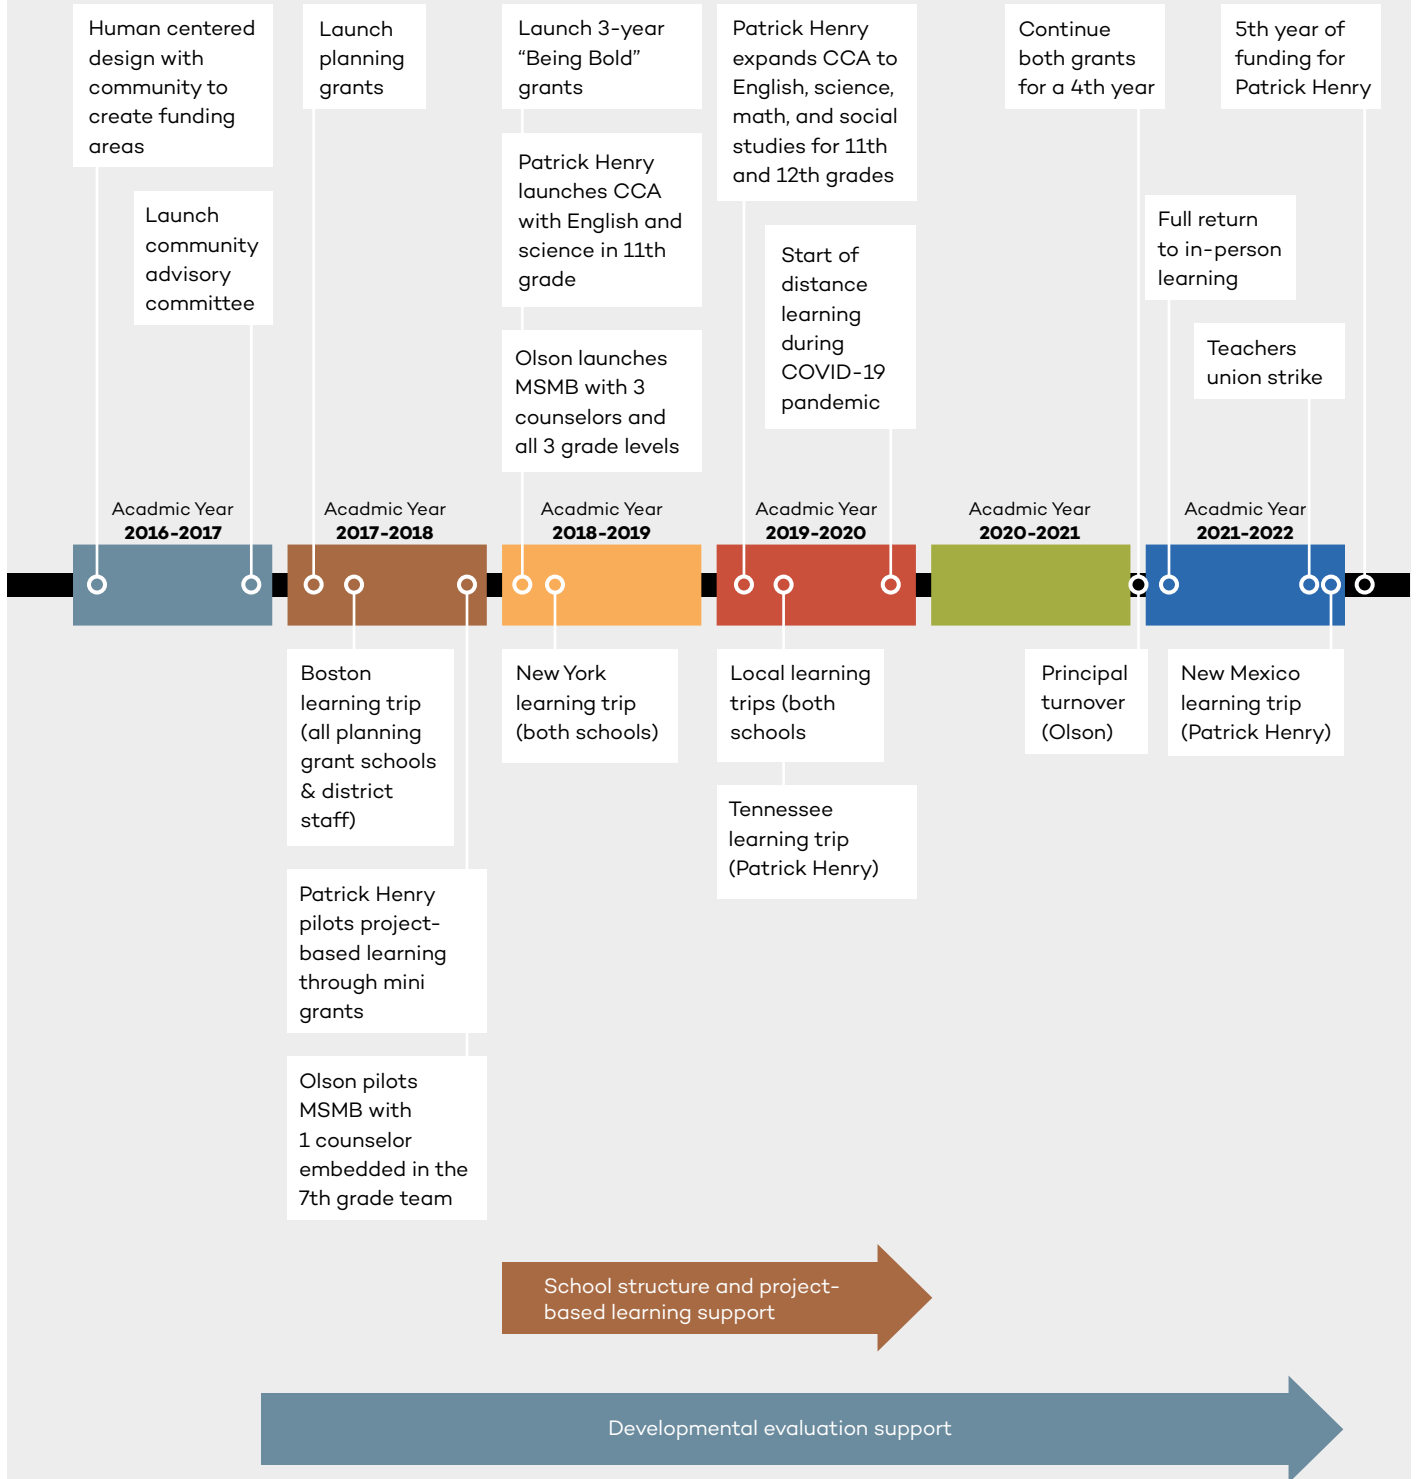 Human centered
design with
community to
create funding
areas
Launch
community
advisory
committee
Launch
planning
grants
Launch 3-year
“Being Bold”
grants
Patrick Henry
launches CCA
with English and
science in 11th
grade
Olson launches
MSMB with 3
counselors and
all 3 grade levels
Patrick Henry
expands CCA to
English, science,
math, and social
studies for 11th
and 12th grades
Start of
distance
learning
during
COVID-19
pandemic
Continue
both grants
for a 4th year
5th year of
funding for
Patrick Henry
Full return
to in-person
learning
Teachers
union strike
Acadmic Year
2016-2017
Acadmic Year
2017-2018
Acadmic Year
2018-2019
Acadmic Year
2019-2020
Acadmic Year
2020-2021
Acadmic Year
2021-2022
Boston
learning trip
(all planning
grant schools
& district
staff)
Patrick Henry
pilots project-
based learning
through mini
grants
Olson pilots
MSMB with
1 counselor
embedded in the
7th grade team
New York
learning trip
(both schools)
Local learning
trips (both
schools
Tennessee
learning trip
(Patrick Henry)
Principal
turnover
(Olson)
New Mexico
learning trip
(Patrick Henry)
School structure and project-
based learning support
Developmental evaluation support